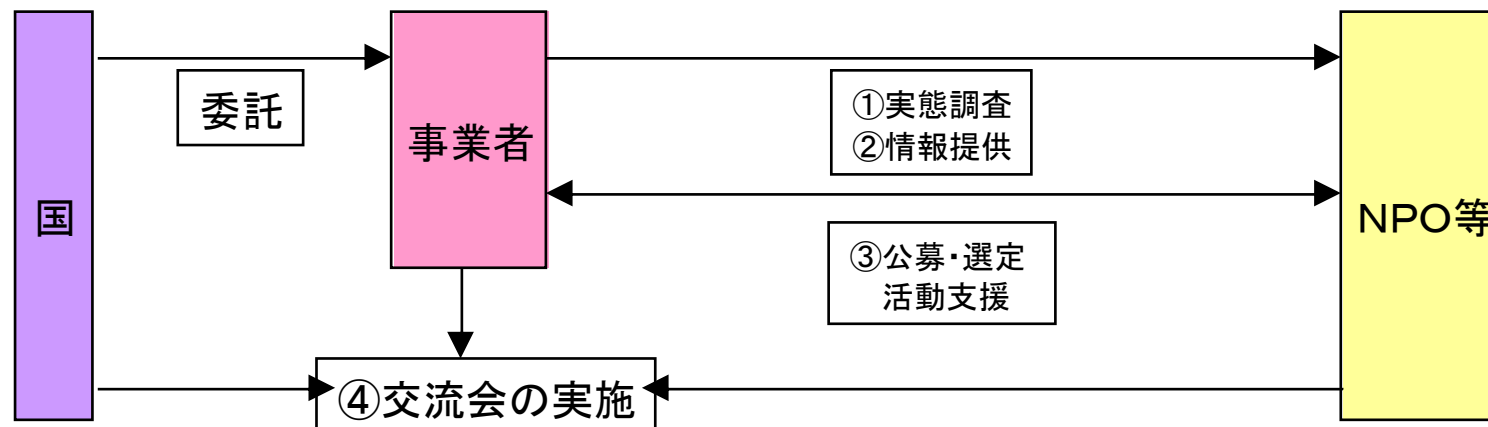 委託
事業者
①実態調査
②情報提供
国
NPO等
③公募・選定
活動支援
④交流会の実施